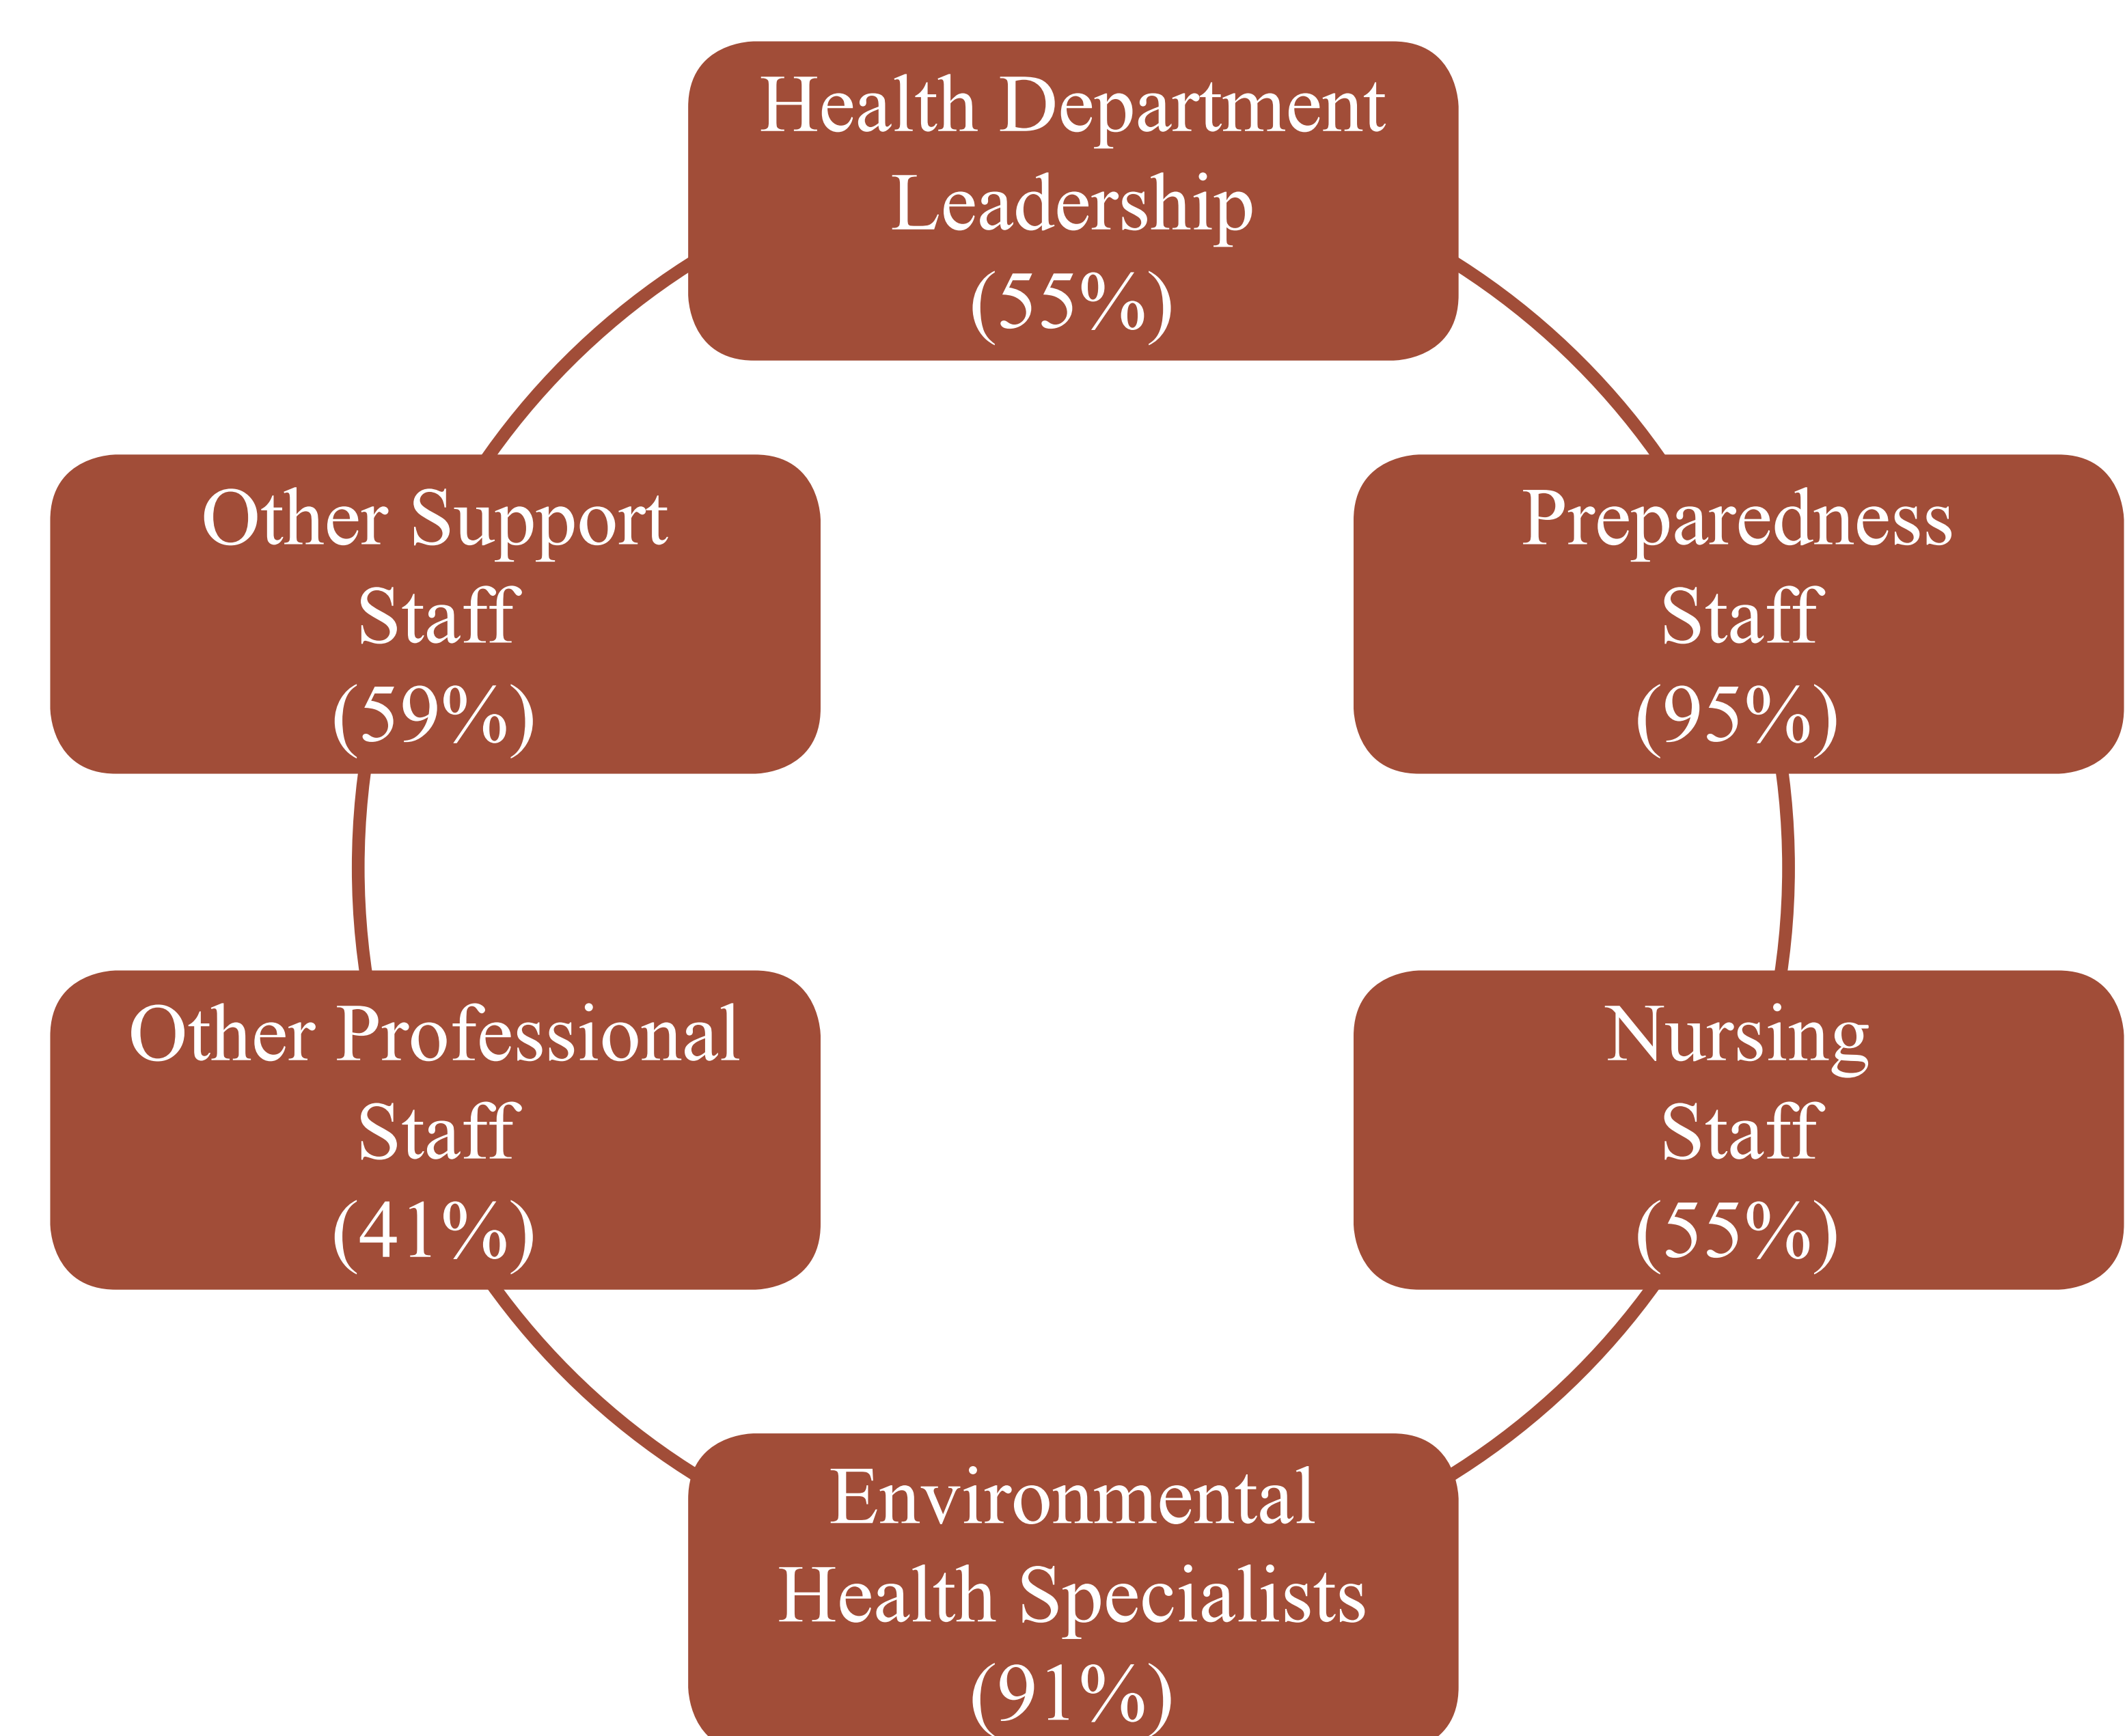 Health Department
Leadership
(55%)
Other Support
Staff
(59%)
Preparedness
Staff
(95%)
Other Professional
Staff
(41%)
Nursing
Staff
(55%)
Environmental
Health Specialists
(91%)